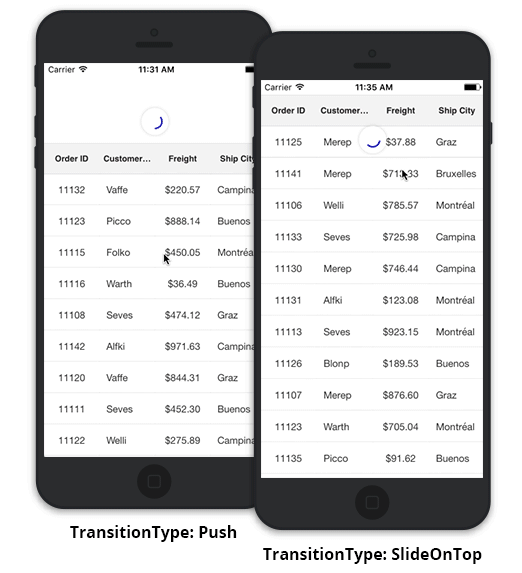 Carrier 11:31 AM
Order ID Customer... Freight Ship City
11132 Vaffe $220.57 Campina
11123 Picco $888.14 Buenos
11115 Folko $450.05 Montréa
11116 Warth $36.49 Buenos
11108 Seves $474.12 Graz
11142 Alfki $971.63 Campina
11120 Vaffe $844.31 Graz
11111 Seves $452.30 Buenos
11122 Welli $275.89 Campina
TransitionType: Push
Carrier 11:35 AM
Order ID Customer... Freight Ship City
11125 Merep $37.88 Graz
11141 Merep Bruxelles
11106 Welli $785.57 Montréal
11133 Seves $725.98 Campina
11130 Merep $746.44 Campina
11131 Alfki $123.08 Montréal
11113 Seves $923.15 Montréal
11126 Blonp $189.53 Buenos
11107 Merep $876.60 Graz
11123 Warth $705.04 Montréal
11135 Picco $91.62 Buenos
TransitionType: SlideOnTop